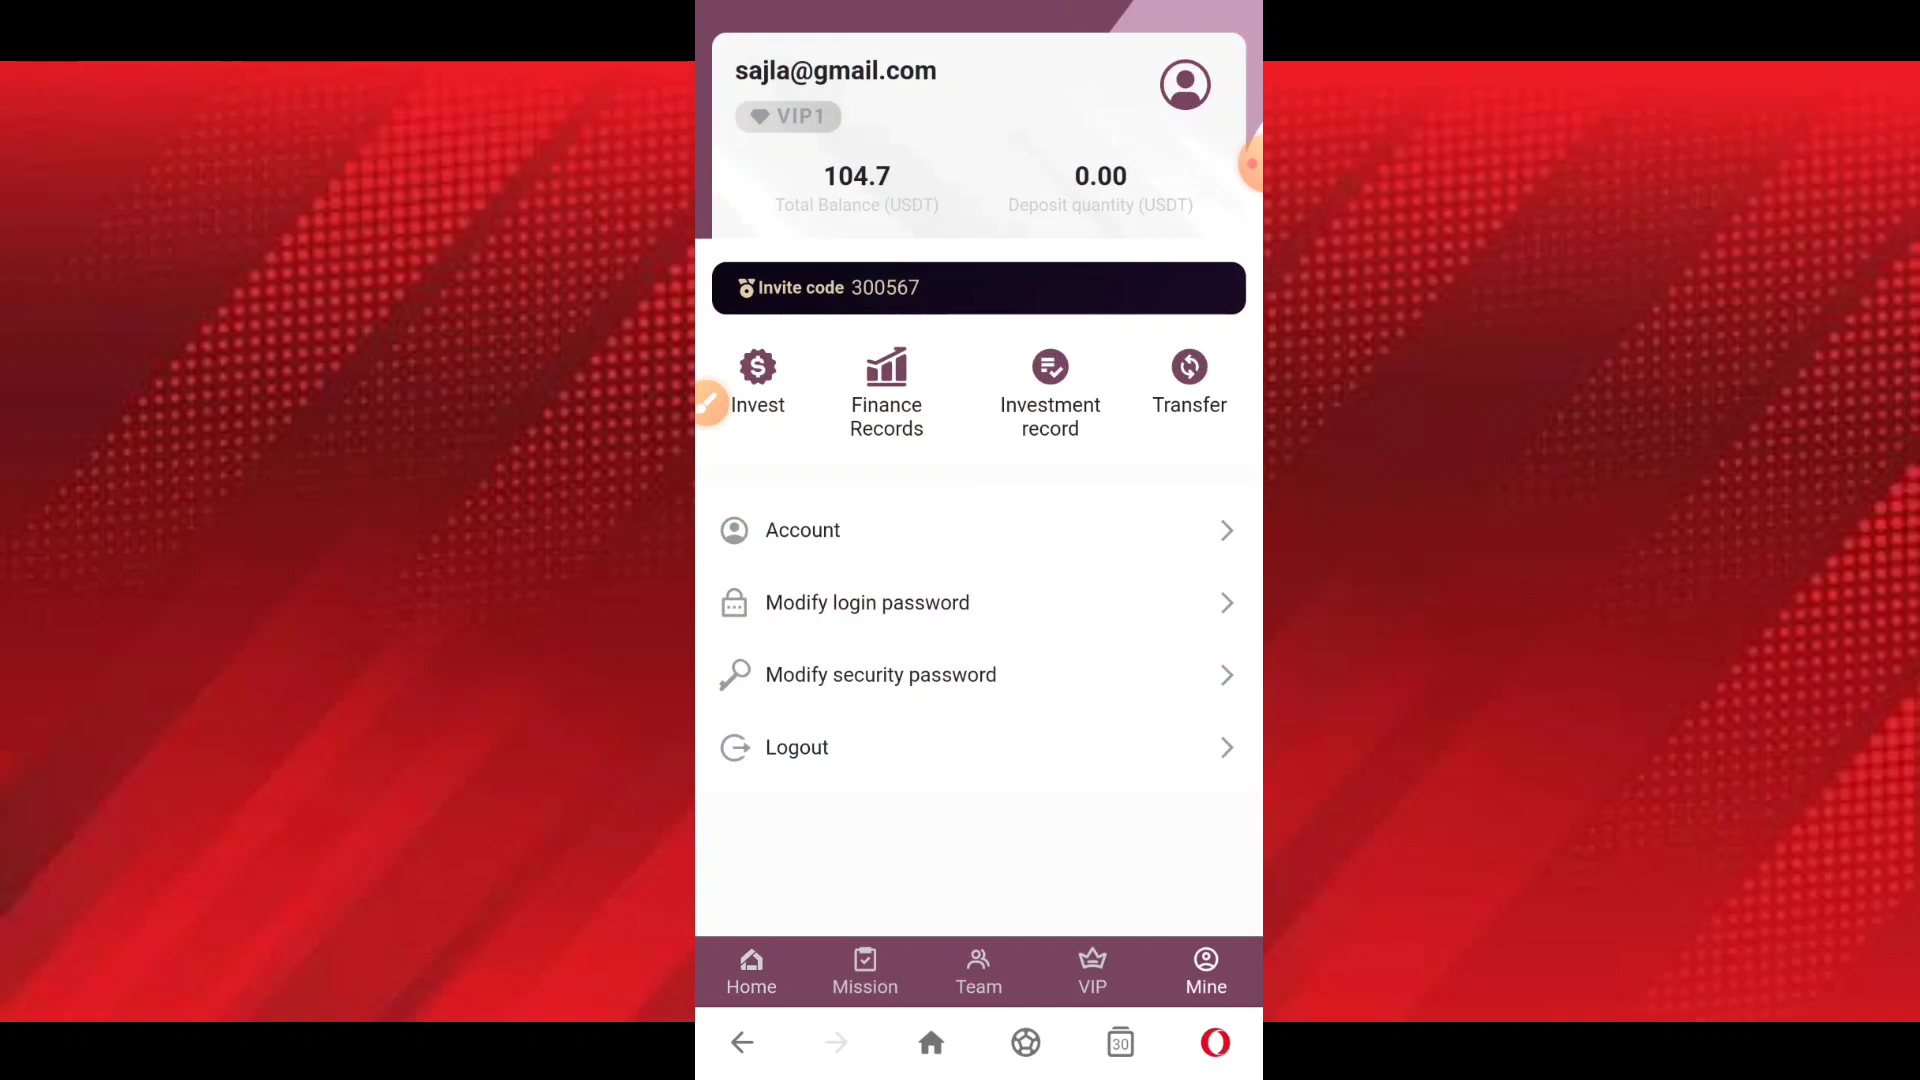 sajla@gmail.com
VIP1
104.7 0.00
Total Balance (USDT) Deposit quantity (USDT)
Invite code 300567
Invest Finance Investment Transfer
Records record
Account
Modify login password
Modify security password
Logout
Home Mission Team VIP Mine
30